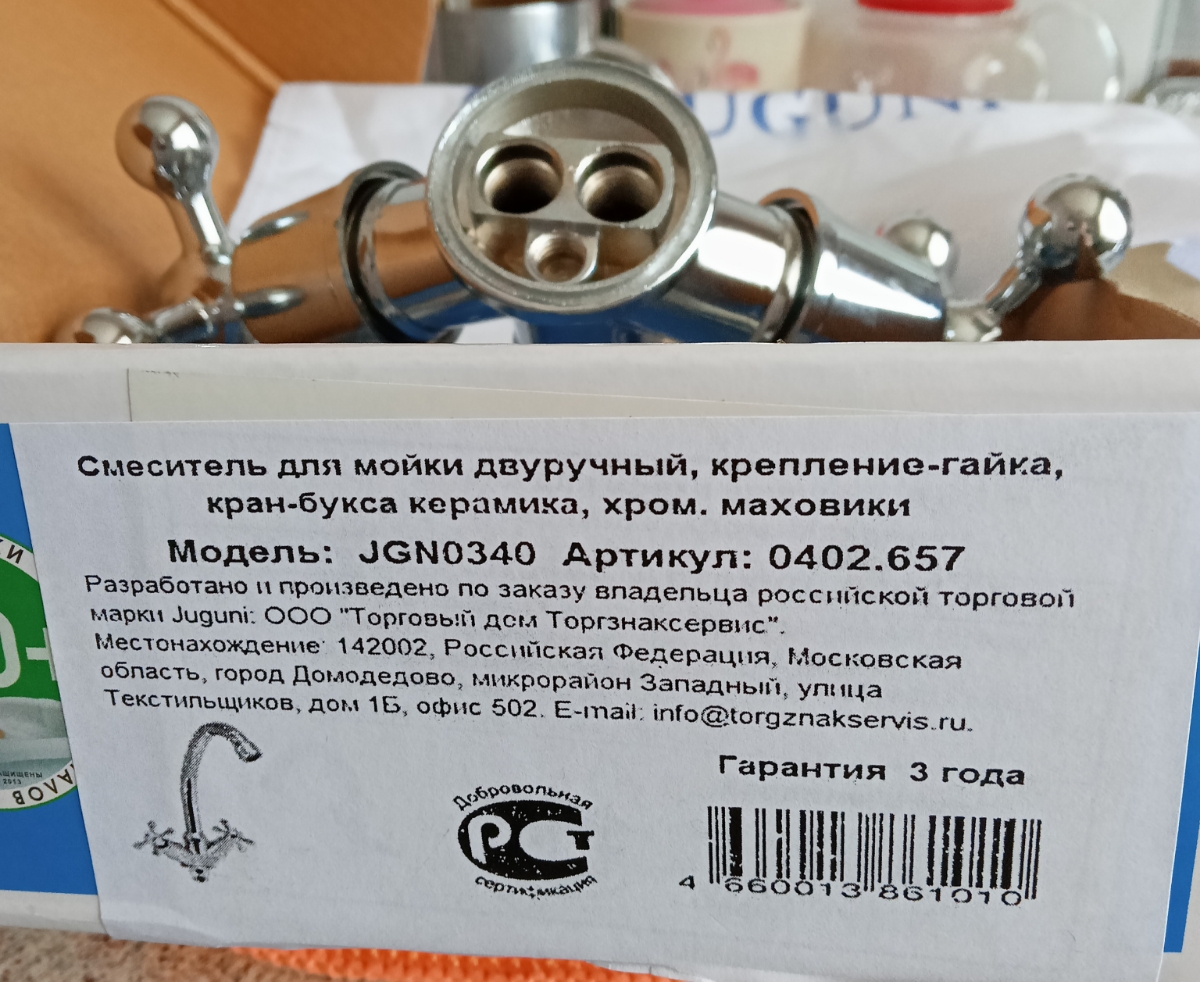 JUGUNI
Смеситель для мойки двуручный, крепление-гайка,
кран-букса керамика, хром. маховики
Модель: JGN0340 Артикул: 0402.657
Разработано и произведено по заказу владельца российской торговой
марки Juguni: ООО "Торговый дом Торгзнаксервис".
Местонахождение: 142002, Российская Федерация, Московская
область, город Домодедово, микрорайон Западный, улица
Текстильщиков, дом 1Б, офис 502. E-mail: info@torgznakservis.ru.
Гарантия 3 года
Добровольная
РСТ
сертификация
4 660013 861010